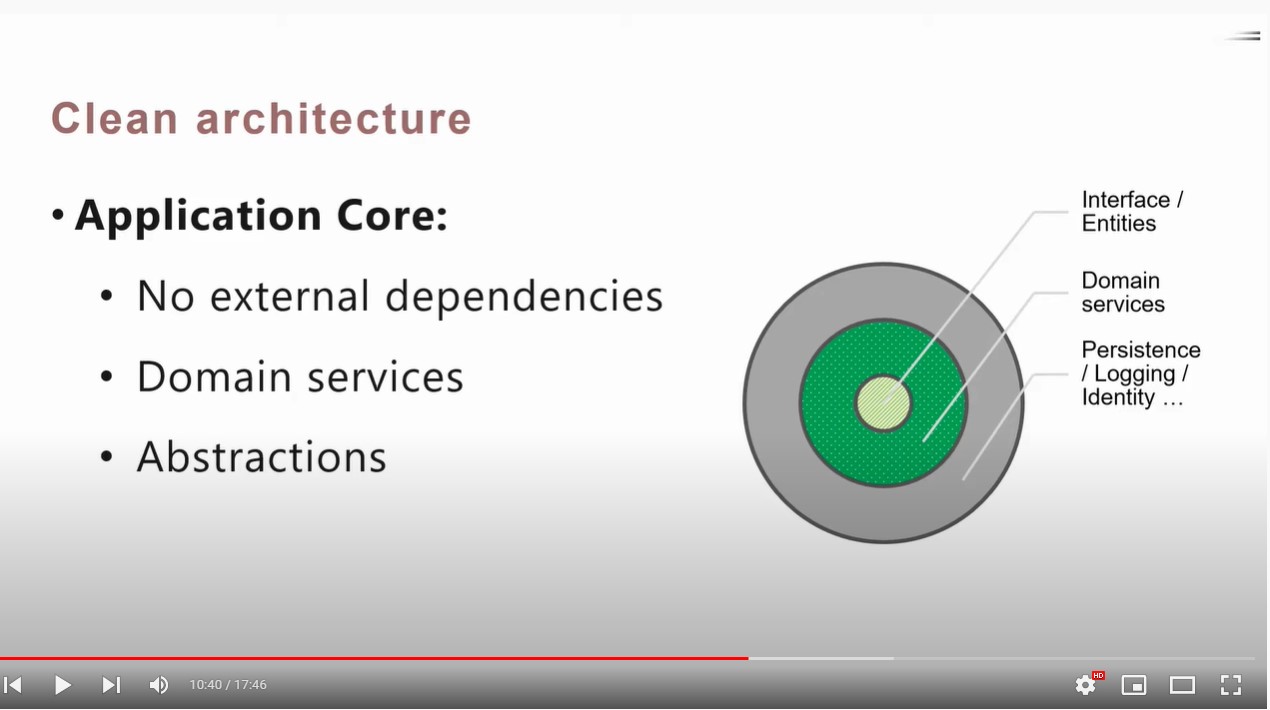 Clean architecture
• Application Core:
• No external dependencies
• Domain services
• Abstractions
Interface /
Entities
Domain
services
Persistence
/ Logging /
Identity …
10:40 / 17:46
HD